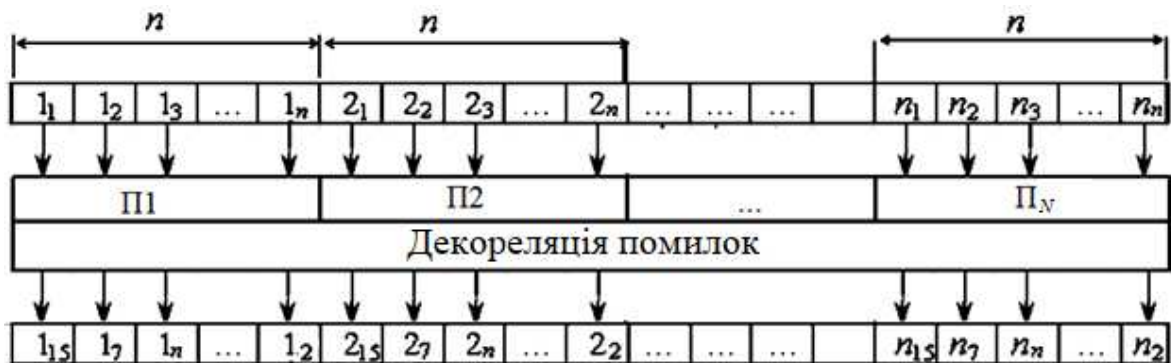 n n n
1₁ 1₂ 1₃ ... 1ₙ 2₁ 2₂ 2₃ ... 2ₙ ... ... ... n₁ n₂ n₃ ... nₙ
П1 П2 ... П_N
Декореляція помилок
1₁₅ 1₇ 1ₙ ... 1₂ 2₁₅ 2₇ 2ₙ ... 2₂ ... ... ... n₁₅ n₇ nₙ ... n₂